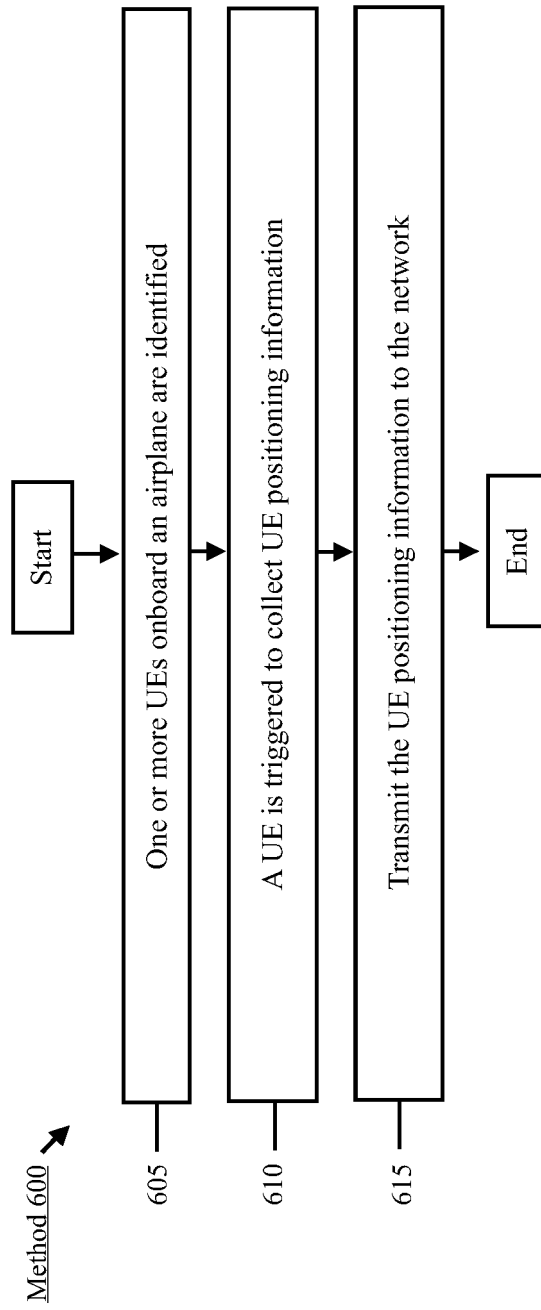 Method 600
Start
605
One or more UEs onboard an airplane are identified
610
A UE is triggered to collect UE positioning information
615
Transmit the UE positioning information to the network
End